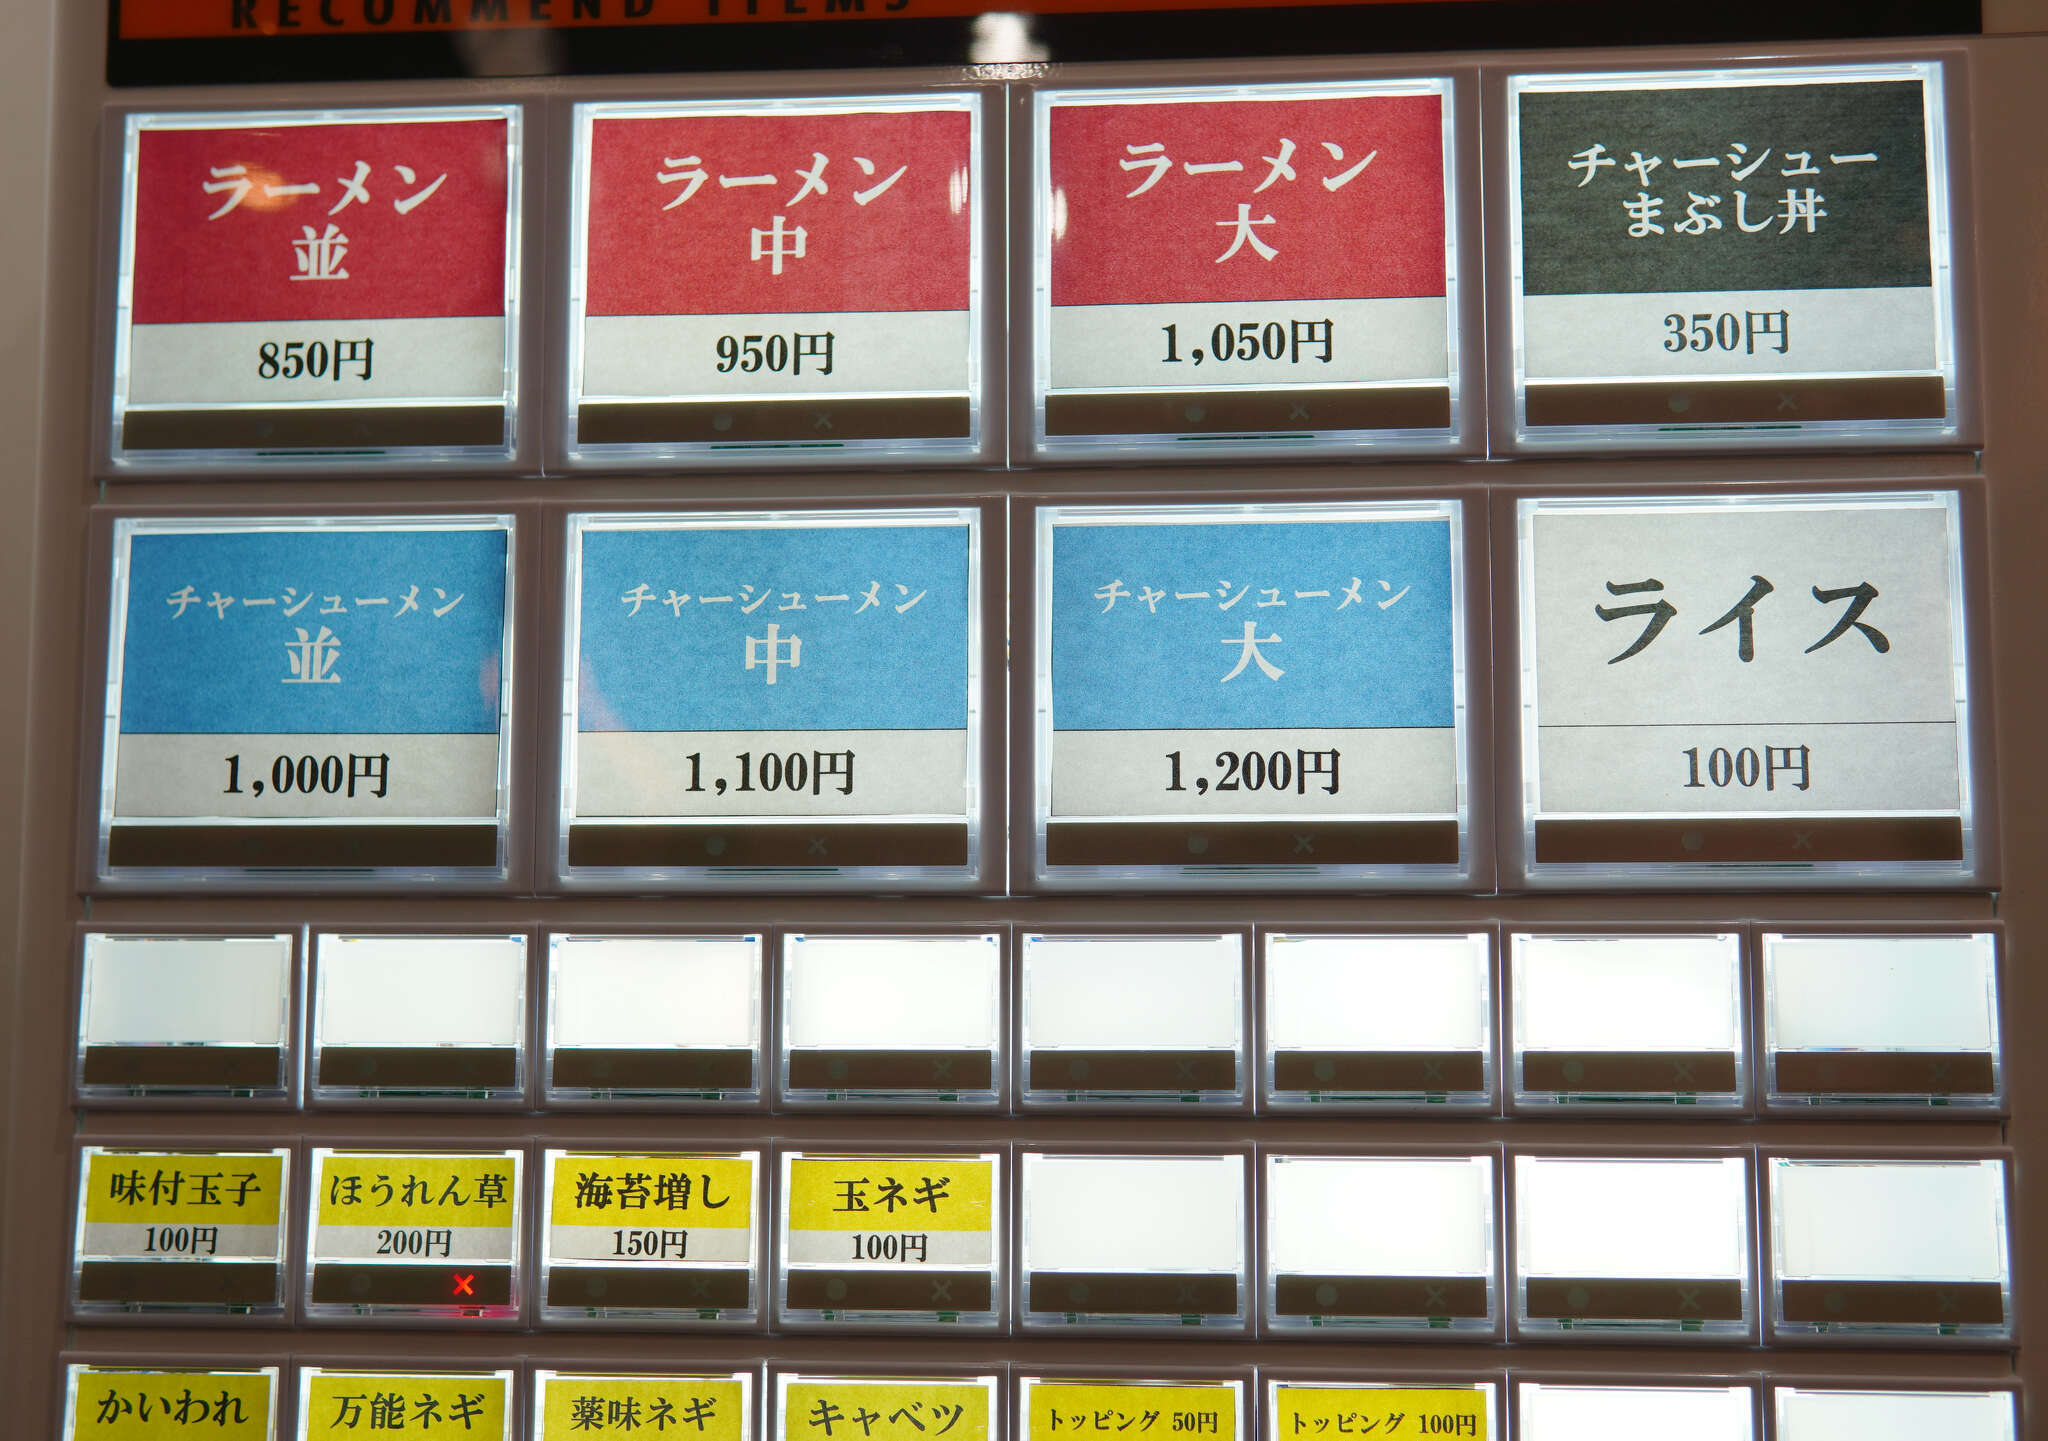 RECOMMEND ITEMS
ラーメン
並
850円
ラーメン
中
950円
ラーメン
大
1,050円
チャーシュー
まぶし丼
350円
チャーシューメン
並
1,000円
チャーシューメン
中
1,100円
チャーシューメン
大
1,200円
ライス
100円
味付玉子
100円
ほうれん草
200円
海苔増し
150円
玉ネギ
100円
かいわれ
万能ネギ
薬味ネギ
キャベツ
トッピング 50円
トッピング 100円